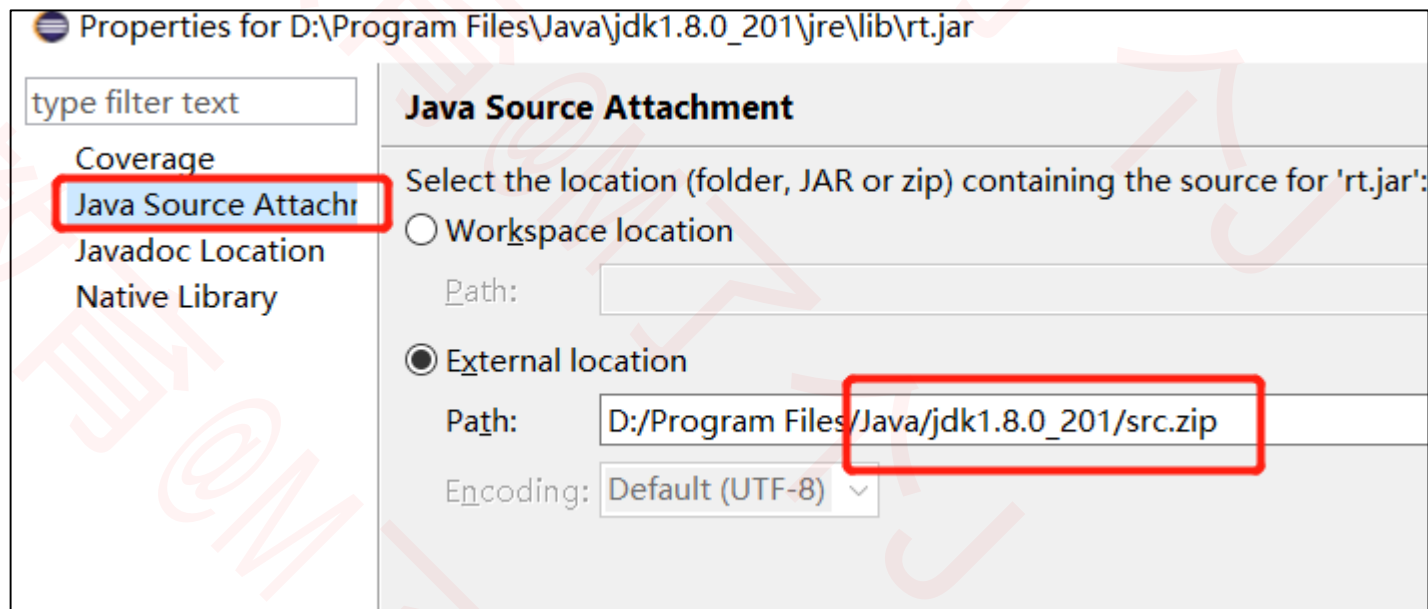 Properties for D:\Program Files\Java\jdk1.8.0_201\jre\lib\rt.jar
type filter text
Coverage
Java Source Attachr
Javadoc Location
Native Library
Java Source Attachment
Select the location (folder, JAR or zip) containing the source for 'rt.jar':
Workspace location
Path:
External location
Path: D:/Program Files/Java/jdk1.8.0_201/src.zip
Encoding: Default (UTF-8)